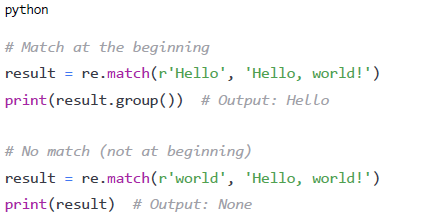 python
# Match at the beginning
result = re.match(r'Hello', 'Hello, world!')
print(result.group())  # Output: Hello
# No match (not at beginning)
result = re.match(r'world', 'Hello, world!')
print(result)  # Output: None